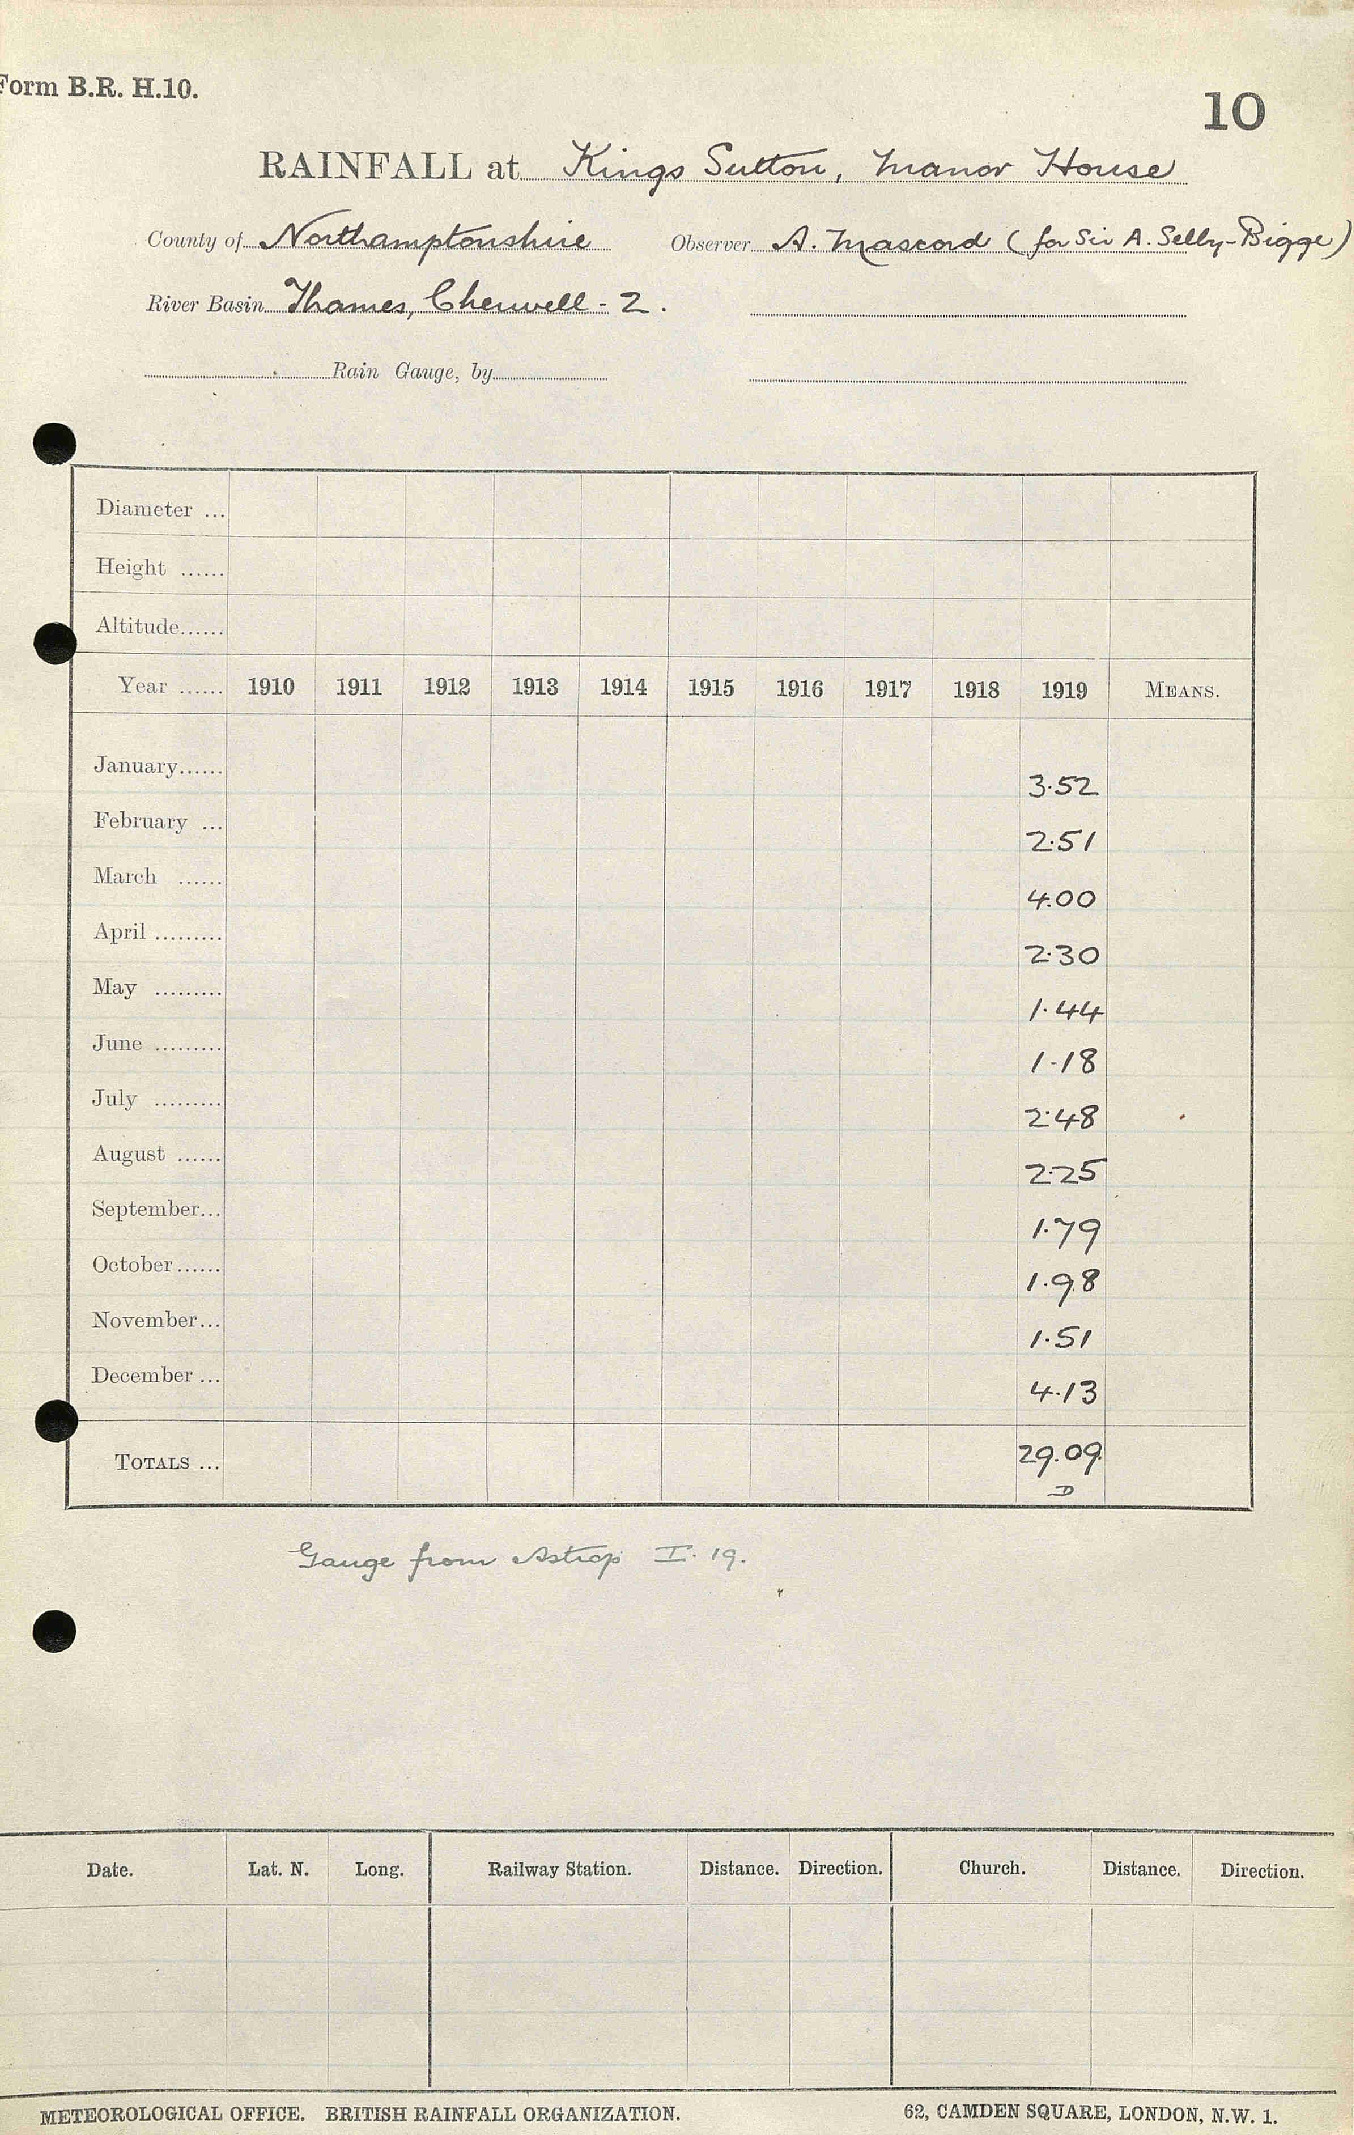 Form B.R. H.10.
10
RAINFALL at Kings Sutton, Manor House
County of Northamptonshire Observer A. Mascord (for Sir A. Selby-Bigge)
River Basin Thames, Cherwell - 2.
Rain Gauge, by
Diameter ...
Height ......
Altitude......
Year ...... 1910 1911 1912 1913 1914 1915 1916 1917 1918 1919 MEANS.
January...... 3.52
February ... 2.51
March ...... 4.00
April ......... 2.30
May ......... 1.44
June ......... 1.18
July ......... 2.48
August ...... 2.25
September... 1.79
October...... 1.98
November... 1.51
December ... 4.13
TOTALS ... 29.09
D
Gauge from Astrop I. 19.
Date. Lat. N. Long. Railway Station. Distance. Direction. Church. Distance. Direction.
METEOROLOGICAL OFFICE. BRITISH RAINFALL ORGANIZATION. 62, CAMDEN SQUARE, LONDON, N.W. 1.